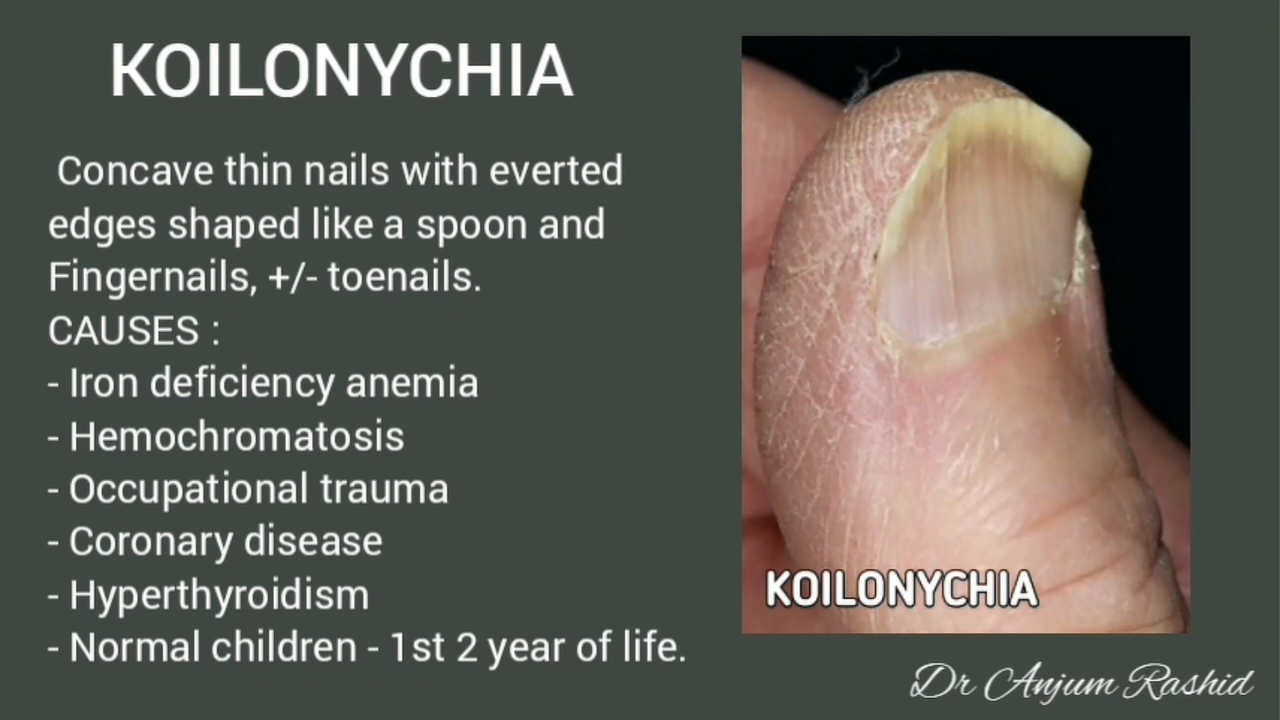 KOILONYCHIA
Concave thin nails with everted
edges shaped like a spoon and
Fingernails, +/- toenails.
CAUSES :
- Iron deficiency anemia
- Hemochromatosis
- Occupational trauma
- Coronary disease
- Hyperthyroidism
- Normal children - 1st 2 year of life.
KOILONYCHIA
Dr Anjum Rashid